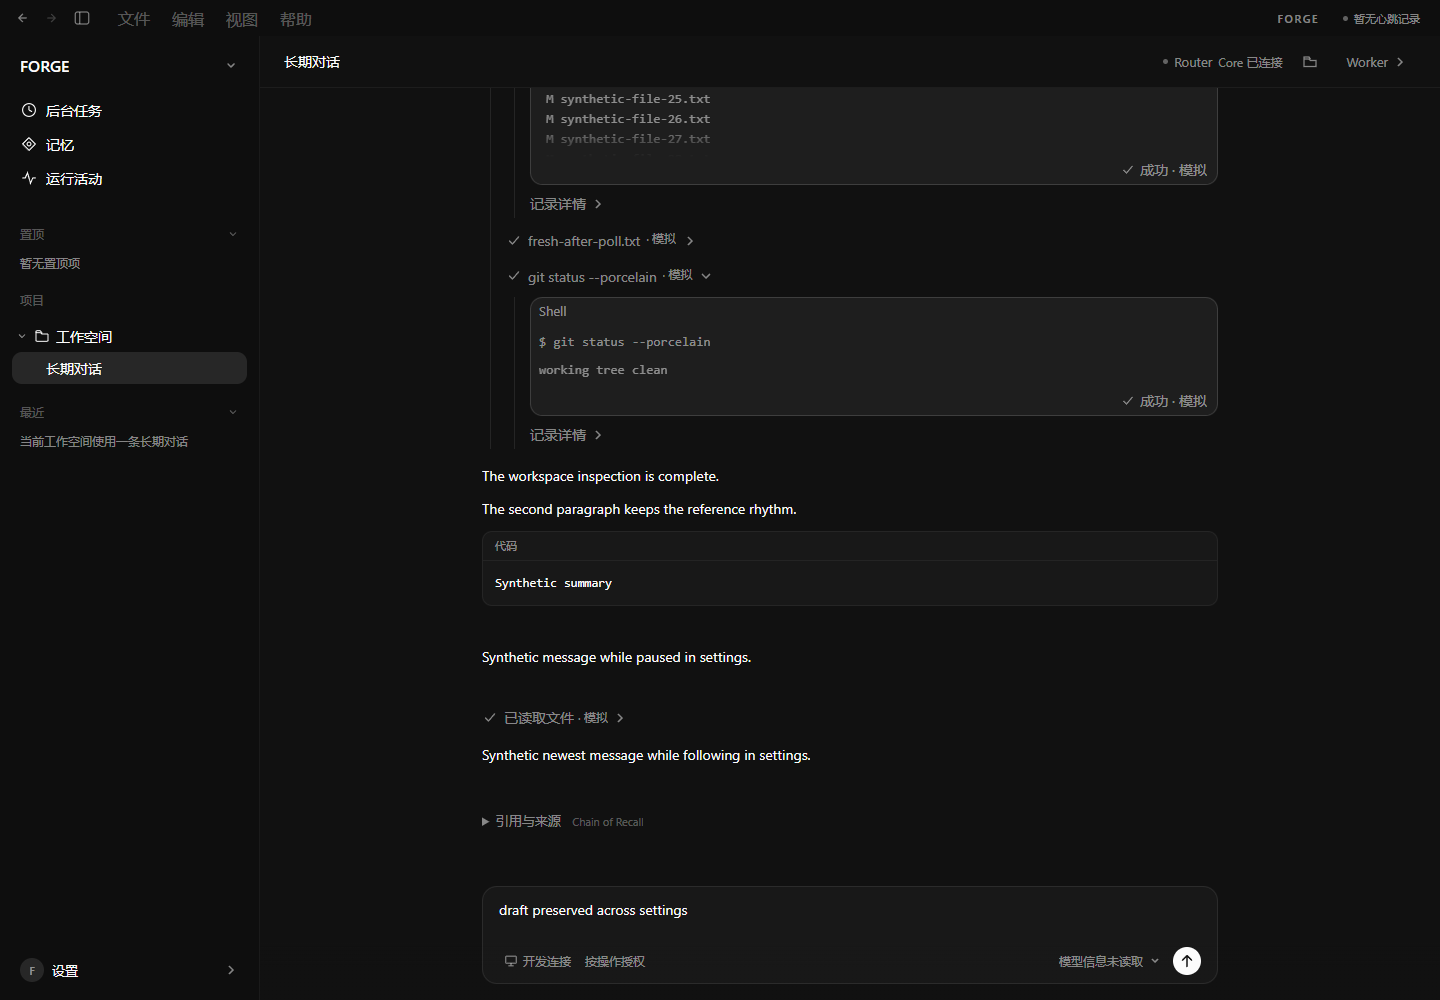 文件 编辑 视图 帮助
FORGE 暂无心跳记录
FORGE
后台任务
记忆
运行活动
置顶
暂无置顶项
项目
工作空间
长期对话
最近
当前工作空间使用一条长期对话
F 设置
长期对话
Router Core 已连接 Worker
M synthetic-file-25.txt
M synthetic-file-26.txt
M synthetic-file-27.txt
成功 · 模拟
记录详情
fresh-after-poll.txt · 模拟
git status --porcelain · 模拟
Shell
$ git status --porcelain
working tree clean
成功 · 模拟
记录详情
The workspace inspection is complete.
The second paragraph keeps the reference rhythm.
代码
Synthetic summary
Synthetic message while paused in settings.
已读取文件 · 模拟
Synthetic newest message while following in settings.
引用与来源 Chain of Recall
draft preserved across settings
开发连接 按操作授权 模型信息未读取